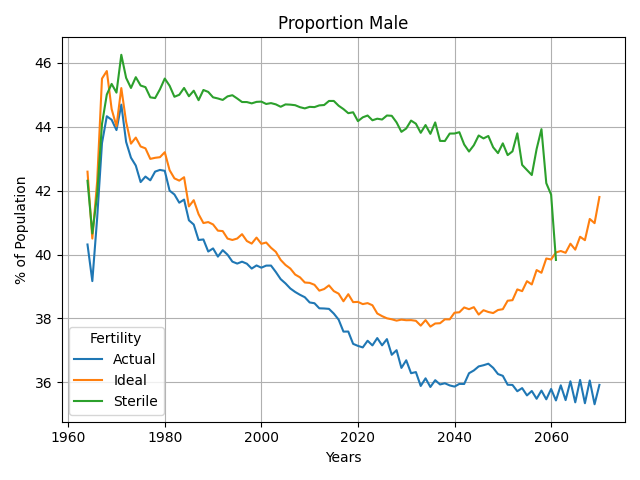 Proportion Male
% of Population
46
44
42
40
38
36
Fertility
Actual
Ideal
Sterile
1960
1980
2000
2020
2040
2060
Years